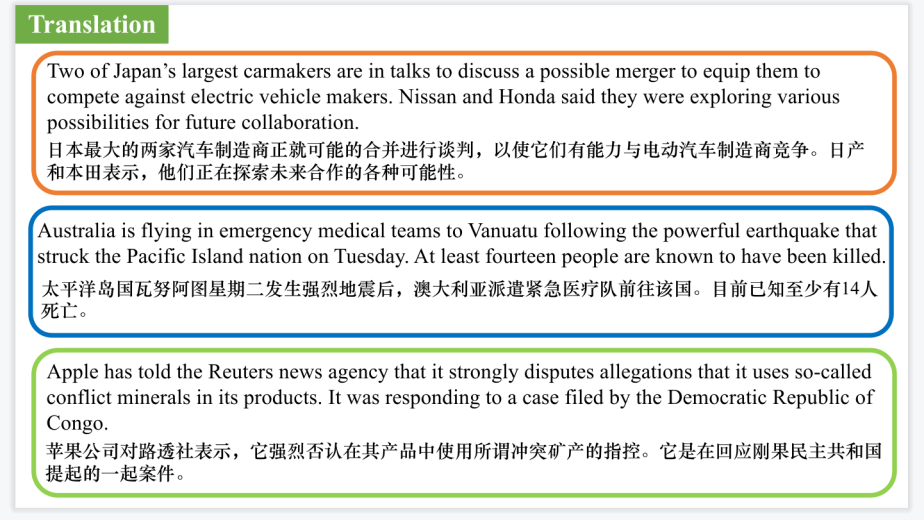 Translation
Two of Japan’s largest carmakers are in talks to discuss a possible merger to equip them to
compete against electric vehicle makers. Nissan and Honda said they were exploring various
possibilities for future collaboration.
日本最大的两家汽车制造商正就可能的合并进行谈判，以使它们有能力与电动汽车制造商竞争。日产
和本田表示，他们正在探索未来合作的各种可能性。
Australia is flying in emergency medical teams to Vanuatu following the powerful earthquake that
struck the Pacific Island nation on Tuesday. At least fourteen people are known to have been killed.
太平洋岛国瓦努阿图星期二发生强烈地震后，澳大利亚派遣紧急医疗队前往该国。目前已知至少有14人
死亡。
Apple has told the Reuters news agency that it strongly disputes allegations that it uses so-called
conflict minerals in its products. It was responding to a case filed by the Democratic Republic of
Congo.
苹果公司对路透社表示，它强烈否认在其产品中使用所谓冲突矿产的指控。它是在回应刚果民主共和国
提起的一起案件。